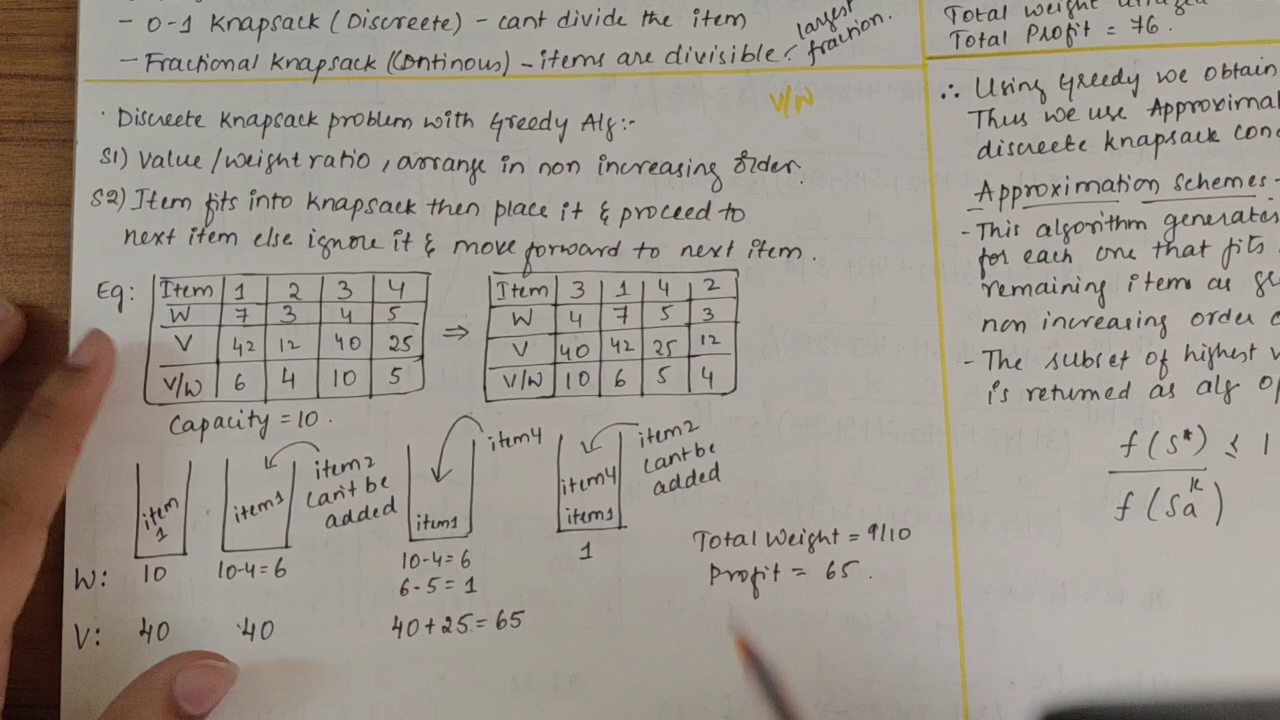 - 0-1 Knapsack (Discreete) - cant divide the item
- Fractional Knapsack (Continous) - items are divisible. largest fraction.
V/W
Discreete Knapsack problem with Greedy Alg:-
S1) Value/weight ratio, arrange in non increasing order.
S2) Item fits into Knapsack then place it & proceed to
next item else ignore it & move forward to next item.
Eg:
Item 1 2 3 4
W 7 3 4 5
V 42 12 40 25
V/W 6 4 10 5
⇒
Item 3 1 4 2
W 4 7 5 3
V 40 42 25 12
V/W 10 6 5 4
Capacity = 10.
item 1
item1
item2 can't be added
item4
item1
item2 cant be added
item4
item1
W: 10 10-4=6 10-4=6 1
6-5=1
V: 40 40 40+25=65
Total Weight = 9/10
Profit = 65.
Total weight
Total Profit = 76.
∴ Using Greedy we obtain
Thus we use
discreete knapsack
Approximation Schemes-
- This algorithm
for each one that fits
remaining items as
non increasing order
- The subset of highest
is returned as alg
f(S*) ≤ 1
f(Sa^k)